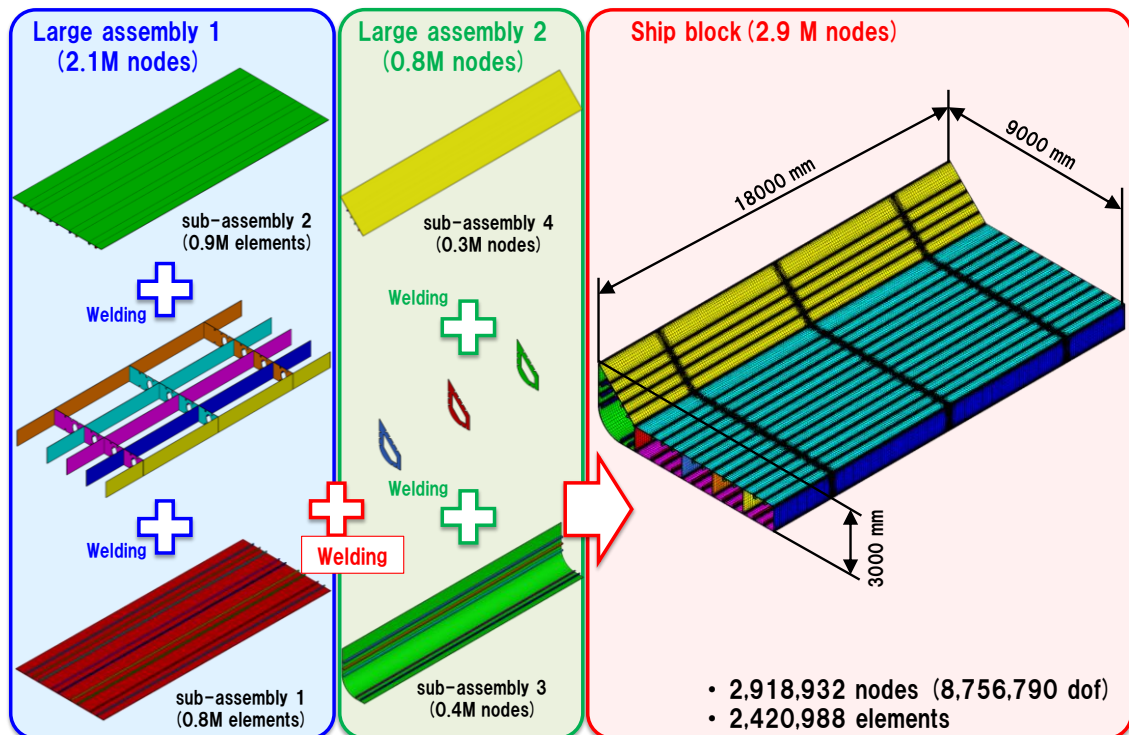 Large assembly 1
(2.1M nodes)
sub-assembly 2
(0.9M elements)
Welding
Welding
sub-assembly 1
(0.8M elements)
Welding
Large assembly 2
(0.8M nodes)
sub-assembly 4
(0.3M nodes)
Welding
Welding
sub-assembly 3
(0.4M nodes)
Ship block (2.9 M nodes)
18000 mm
9000 mm
3000 mm
• 2,918,932 nodes (8,756,790 dof)
• 2,420,988 elements